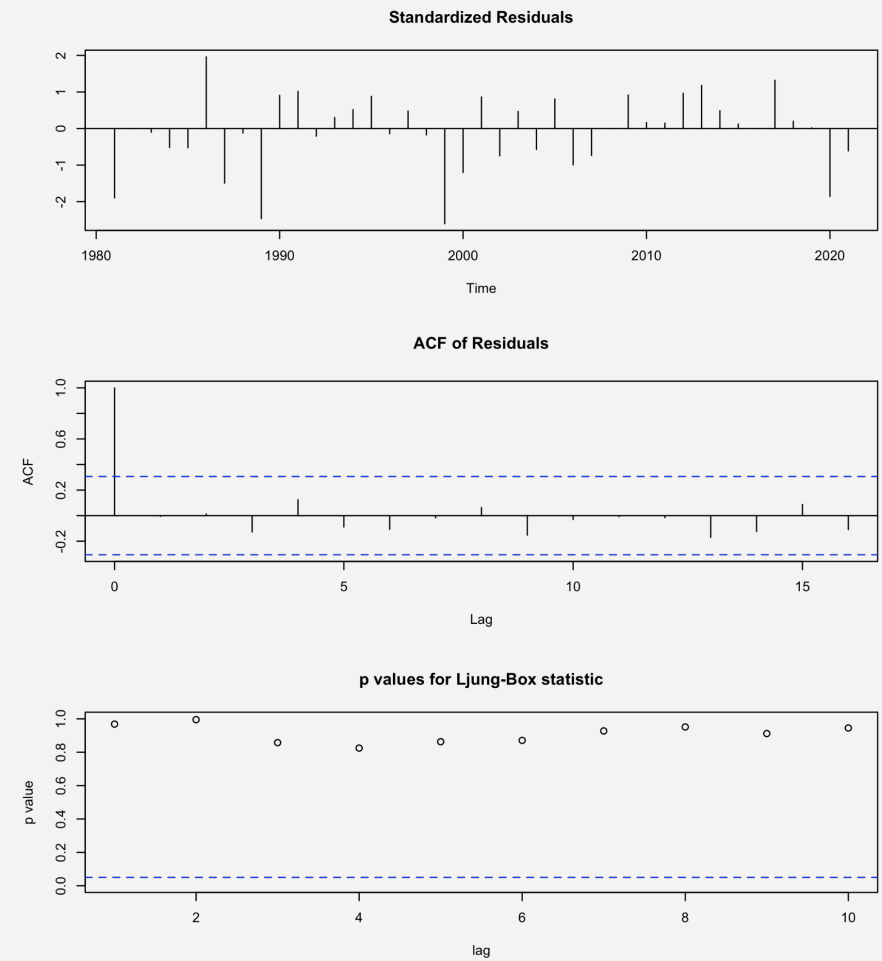 Standardized Residuals
2
1
0
-1
-2
1980 1990 2000 2010 2020
Time
ACF of Residuals
ACF
1.0
0.6
0.2
-0.2
0 5 10 15
Lag
p values for Ljung-Box statistic
p value
1.0
0.8
0.6
0.4
0.2
0.0
2 4 6 8 10
lag